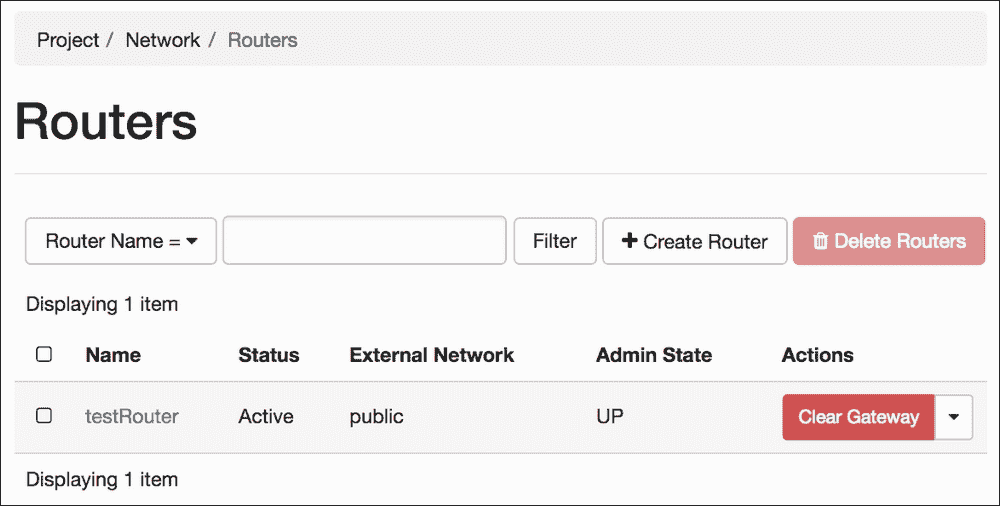 Project / Network / Routers
Routers
Router Name = Filter + Create Router Delete Routers
Displaying 1 item
Name Status External Network Admin State Actions
testRouter Active public UP Clear Gateway
Displaying 1 item